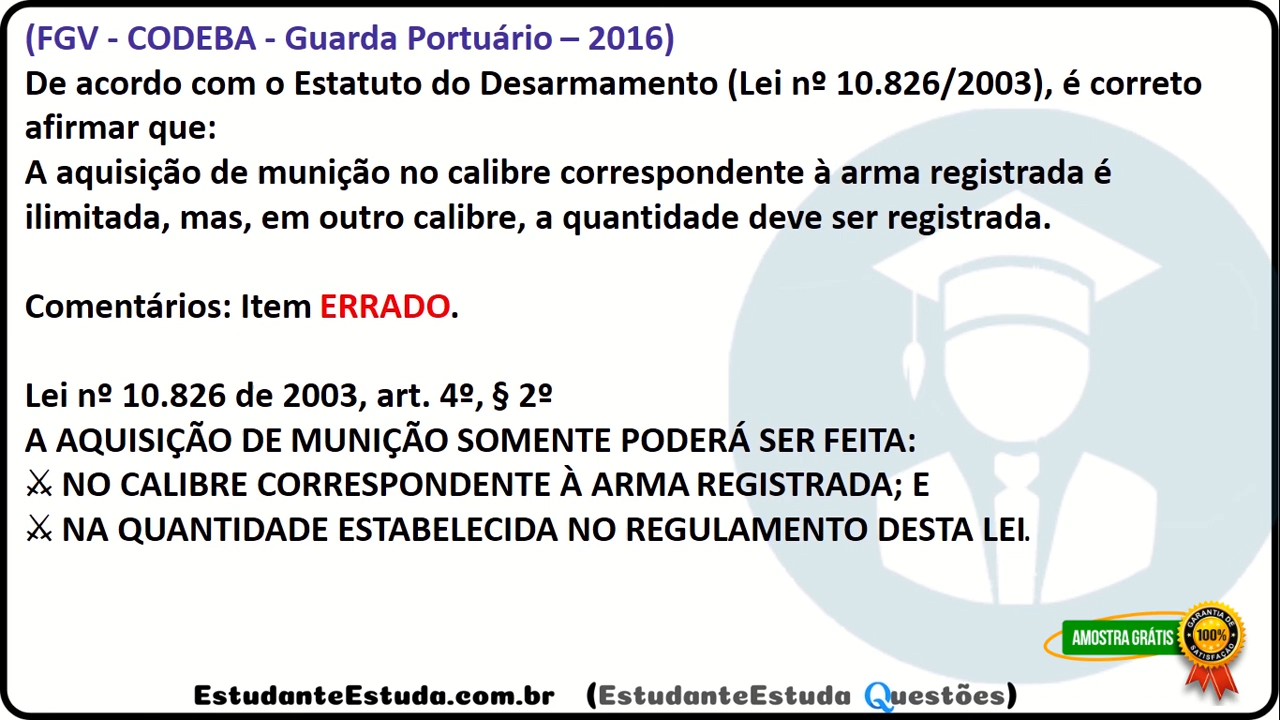 (FGV - CODEBA - Guarda Portuário – 2016)
De acordo com o Estatuto do Desarmamento (Lei nº 10.826/2003), é correto
afirmar que:
A aquisição de munição no calibre correspondente à arma registrada é
ilimitada, mas, em outro calibre, a quantidade deve ser registrada.
Comentários: Item ERRADO.
Lei nº 10.826 de 2003, art. 4º, § 2º
A AQUISIÇÃO DE MUNIÇÃO SOMENTE PODERÁ SER FEITA:
⚔ NO CALIBRE CORRESPONDENTE À ARMA REGISTRADA; E
⚔ NA QUANTIDADE ESTABELECIDA NO REGULAMENTO DESTA LEI.
AMOSTRA GRÁTIS
GARANTIA DE
100%
SATISFAÇÃO
EstudanteEstuda.com.br (EstudanteEstuda Questões)